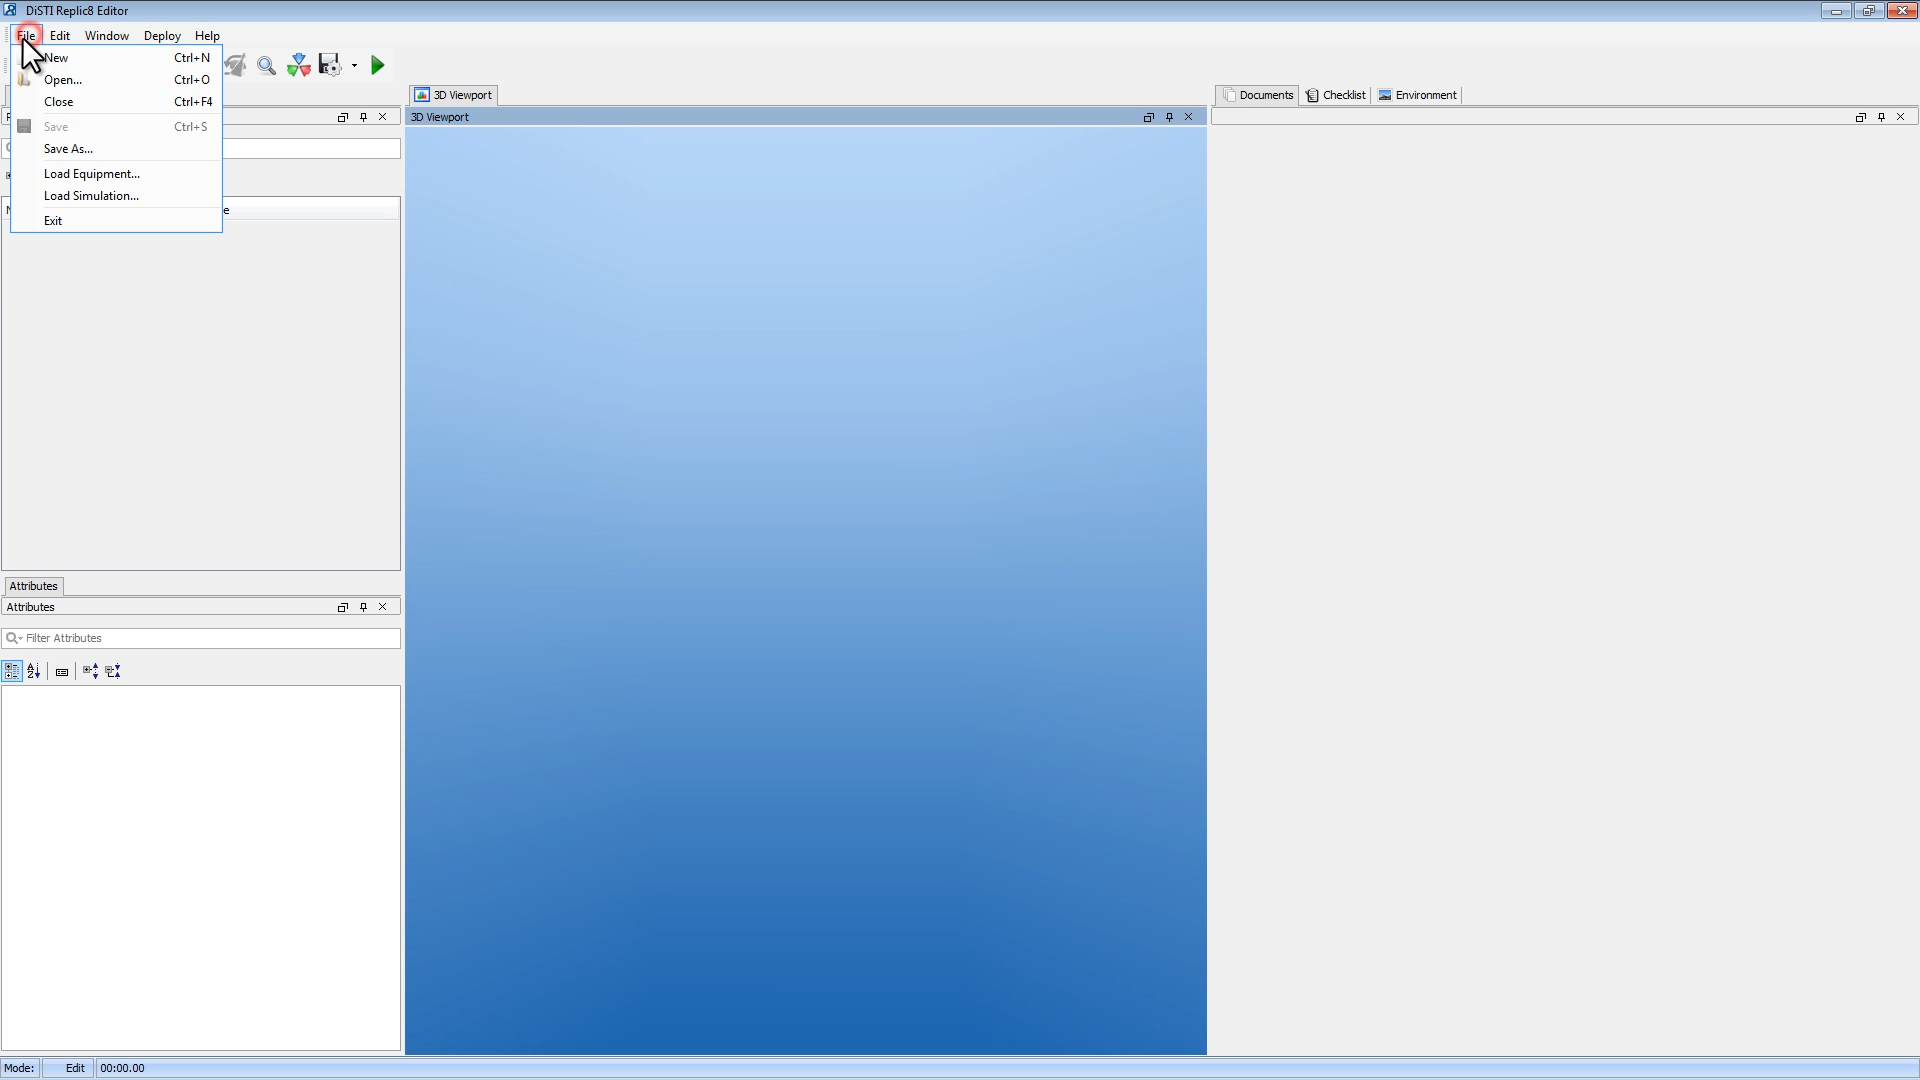 DiSTI Replic8 Editor
File Edit Window Deploy Help
New Ctrl+N
Open... Ctrl+O
Close Ctrl+F4
Save Ctrl+S
Save As...
Load Equipment...
Load Simulation...
Exit
3D Viewport
3D Viewport
Documents Checklist Environment
Attributes
Attributes
Filter Attributes
Mode: Edit 00:00.00